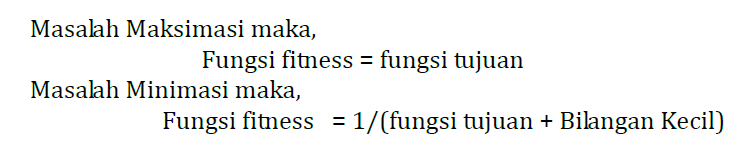 Masalah Maksimasi maka,
Fungsi fitness = fungsi tujuan
Masalah Minimasi maka,
Fungsi fitness = 1/(fungsi tujuan + Bilangan Kecil)